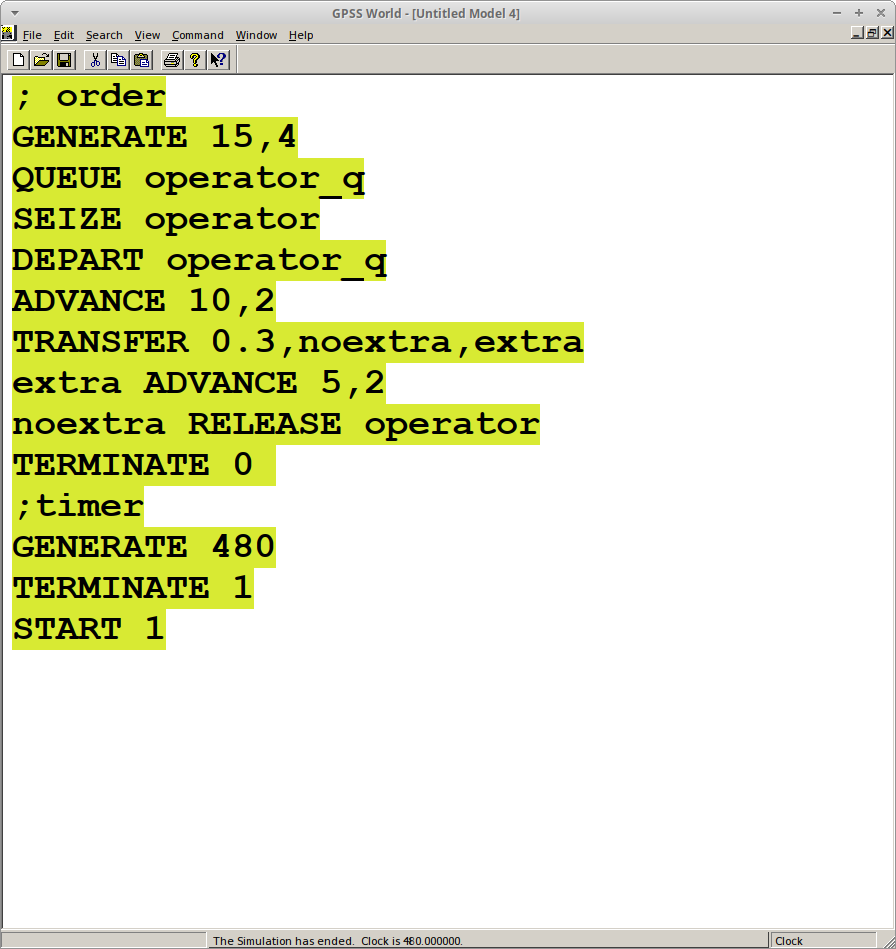 GPSS World - [Untitled Model 4]
File Edit Search View Command Window Help
; order
GENERATE 15,4
QUEUE operator_q
SEIZE operator
DEPART operator_q
ADVANCE 10,2
TRANSFER 0.3,noextra,extra
extra ADVANCE 5,2
noextra RELEASE operator
TERMINATE 0
;timer
GENERATE 480
TERMINATE 1
START 1
The Simulation has ended. Clock is 480.000000.
Clock